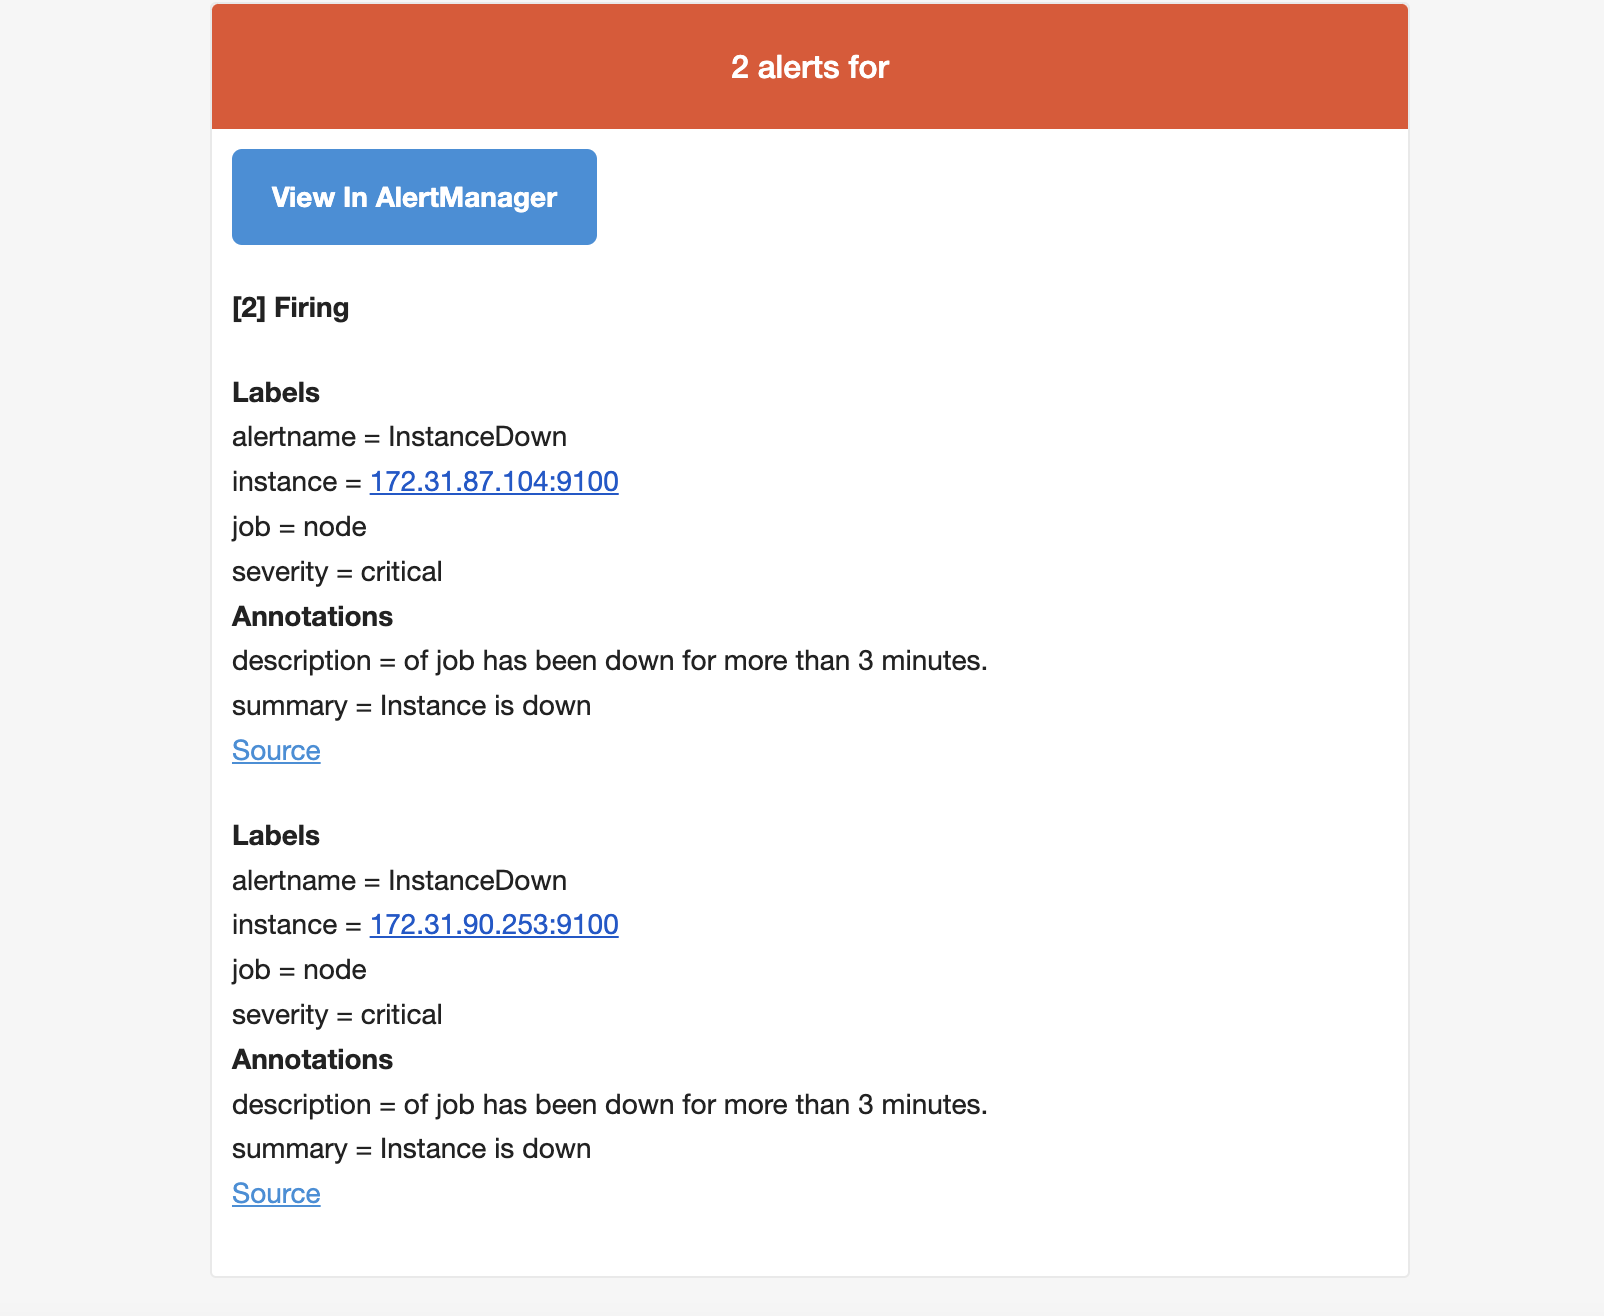 2 alerts for
View In AlertManager
[2] Firing
Labels
alertname = InstanceDown
instance = 172.31.87.104:9100
job = node
severity = critical
Annotations
description = of job has been down for more than 3 minutes.
summary = Instance is down
Source
Labels
alertname = InstanceDown
instance = 172.31.90.253:9100
job = node
severity = critical
Annotations
description = of job has been down for more than 3 minutes.
summary = Instance is down
Source